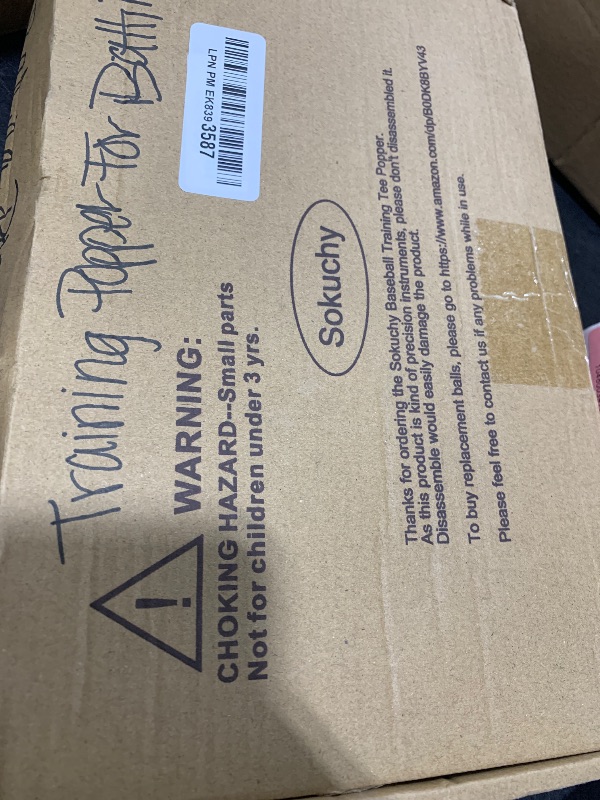 Training Popper For Batti
LPN PM EK8393587
WARNING:
CHOKING HAZARD--Small parts
Not for children under 3 yrs.
Sokuchy
Thanks for ordering the Sokuchy Baseball Training Tee Popper.
As this product is kind of precision instruments, please don't disassembled it.
Disassemble would easily damage the product.
To buy replacement balls, please go to https://www.amazon.com/dp/B0DK8BYV43
Please feel free to contact us if any problems while in use.